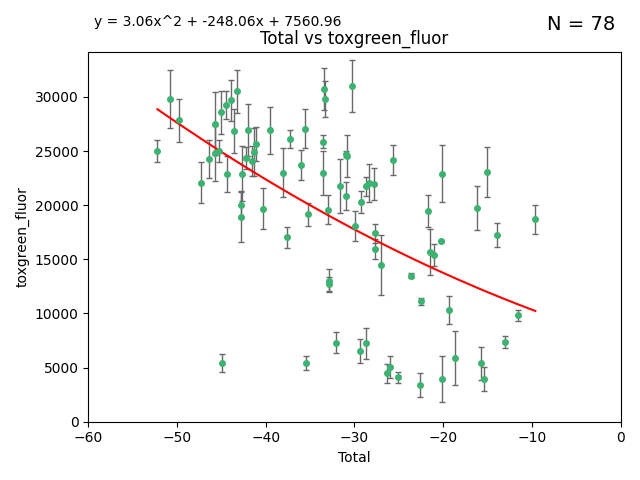 y = 3.06x^2 + -248.06x + 7560.96
N = 78
Total vs toxgreen_fluor
30000
25000
20000
15000
10000
5000
0
toxgreen_fluor
−60
−50
−40
−30
−20
−10
0
Total